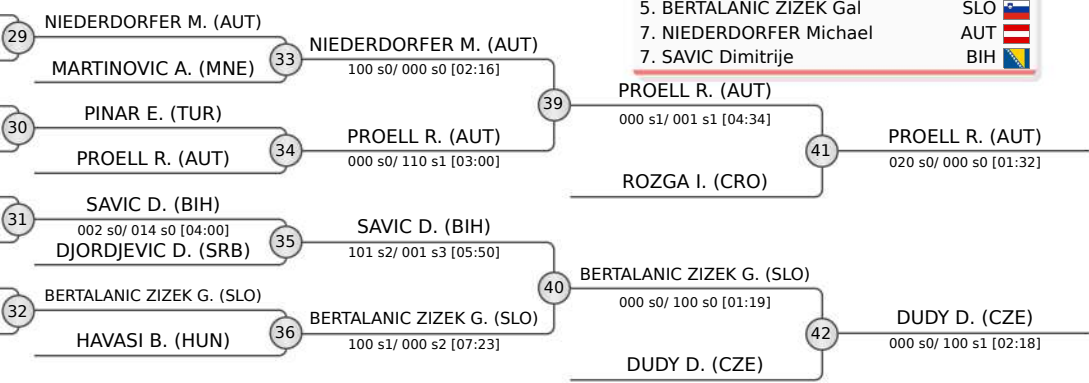 5. BERTALANIC ZIZEK Gal SLO
7. NIEDERDORFER Michael AUT
7. SAVIC Dimitrije BIH
29
NIEDERDORFER M. (AUT)
MARTINOVIC A. (MNE)
33
NIEDERDORFER M. (AUT)
100 s0/ 000 s0 [02:16]
30
PINAR E. (TUR)
PROELL R. (AUT)
34
PROELL R. (AUT)
000 s0/ 110 s1 [03:00]
39
PROELL R. (AUT)
000 s1/ 001 s1 [04:34]
ROZGA I. (CRO)
41
PROELL R. (AUT)
020 s0/ 000 s0 [01:32]
31
SAVIC D. (BIH)
002 s0/ 014 s0 [04:00]
DJORDJEVIC D. (SRB)
35
SAVIC D. (BIH)
101 s2/ 001 s3 [05:50]
32
BERTALANIC ZIZEK G. (SLO)
HAVASI B. (HUN)
36
BERTALANIC ZIZEK G. (SLO)
100 s1/ 000 s2 [07:23]
40
BERTALANIC ZIZEK G. (SLO)
000 s0/ 100 s0 [01:19]
DUDY D. (CZE)
42
DUDY D. (CZE)
000 s0/ 100 s1 [02:18]